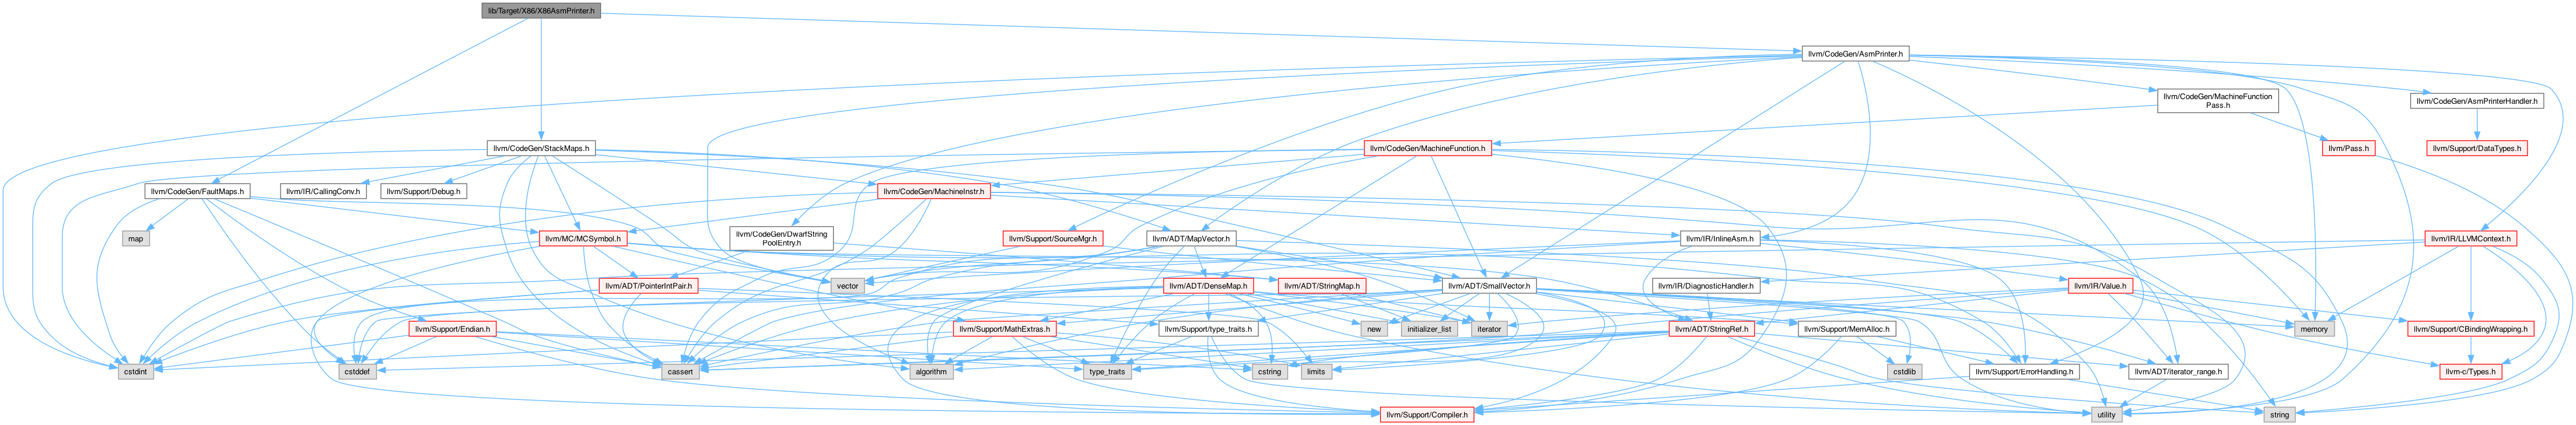 lib/Target/X86/X86AsmPrinter.h
llvm/CodeGen/AsmPrinter.h
llvm/CodeGen/MachineFunction
Pass.h
llvm/CodeGen/AsmPrinterHandler.h
llvm/CodeGen/StackMaps.h
llvm/CodeGen/MachineFunction.h
llvm/Pass.h
llvm/Support/DataTypes.h
llvm/CodeGen/FaultMaps.h
llvm/IR/CallingConv.h
llvm/Support/Debug.h
llvm/CodeGen/MachineInstr.h
map
llvm/MC/MCSymbol.h
llvm/CodeGen/DwarfString
PoolEntry.h
llvm/Support/SourceMgr.h
llvm/ADT/MapVector.h
llvm/IR/InlineAsm.h
llvm/IR/LLVMContext.h
llvm/ADT/PointerIntPair.h
vector
llvm/ADT/DenseMap.h
llvm/ADT/StringMap.h
llvm/ADT/SmallVector.h
llvm/IR/DiagnosticHandler.h
llvm/IR/Value.h
llvm/Support/Endian.h
llvm/Support/MathExtras.h
llvm/Support/type_traits.h
new
initializer_list
iterator
llvm/Support/MemAlloc.h
llvm/ADT/StringRef.h
memory
llvm/Support/CBindingWrapping.h
cstdint
cstddef
cassert
algorithm
type_traits
cstring
limits
cstdlib
llvm/Support/ErrorHandling.h
llvm/ADT/iterator_range.h
llvm-c/Types.h
llvm/Support/Compiler.h
utility
string